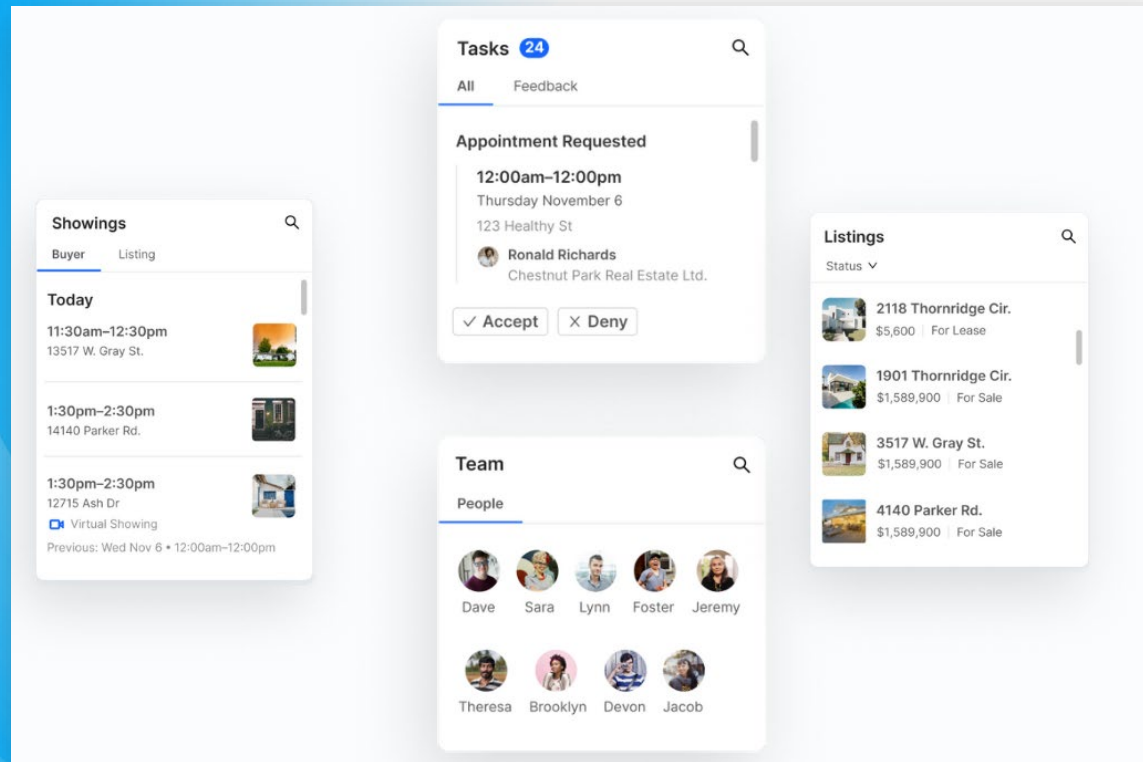 Tasks 24
All Feedback
Appointment Requested
12:00am–12:00pm
Thursday November 6
123 Healthy St
Ronald Richards
Chestnut Park Real Estate Ltd.
Accept Deny
Showings
Buyer Listing
Today
11:30am–12:30pm
13517 W. Gray St.
1:30pm–2:30pm
14140 Parker Rd.
1:30pm–2:30pm
12715 Ash Dr
Virtual Showing
Previous: Wed Nov 6 • 12:00am–12:00pm
Team
People
Dave Sara Lynn Foster Jeremy
Theresa Brooklyn Devon Jacob
Listings
Status
2118 Thornridge Cir.
$5,600 | For Lease
1901 Thornridge Cir.
$1,589,900 | For Sale
3517 W. Gray St.
$1,589,900 | For Sale
4140 Parker Rd.
$1,589,900 | For Sale